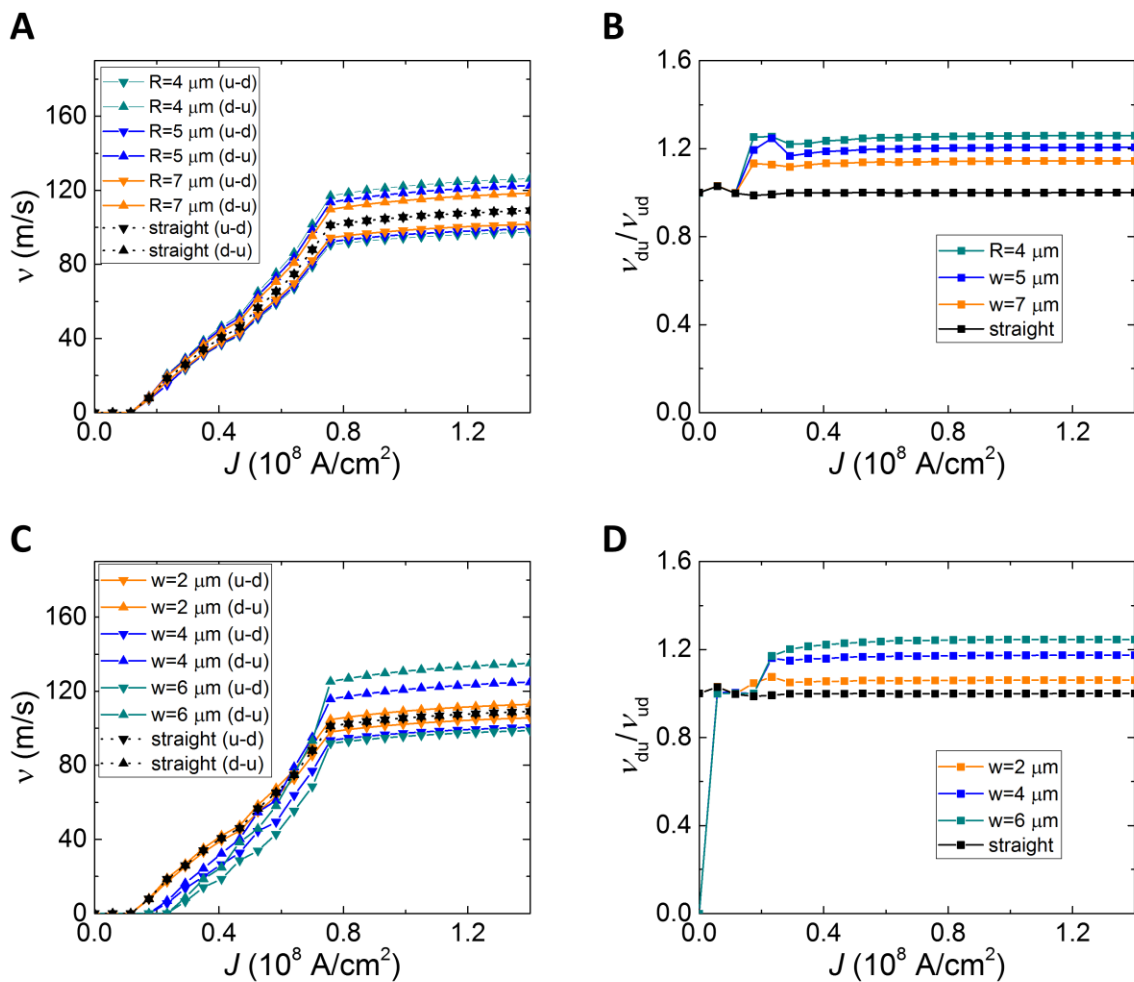 A
R=4 μm (u-d)
R=4 μm (d-u)
R=5 μm (u-d)
R=5 μm (d-u)
R=7 μm (u-d)
R=7 μm (d-u)
straight (u-d)
straight (d-u)
160
120
80
40
0
ν (m/s)
0.0 0.4 0.8 1.2
J (10⁸ A/cm²)
B
1.6
1.2
0.8
0.4
0.0
ν_du/ν_ud
R=4 μm
w=5 μm
w=7 μm
straight
0.0 0.4 0.8 1.2
J (10⁸ A/cm²)
C
w=2 μm (u-d)
w=2 μm (d-u)
w=4 μm (u-d)
w=4 μm (d-u)
w=6 μm (u-d)
w=6 μm (d-u)
straight (u-d)
straight (d-u)
160
120
80
40
0
ν (m/s)
0.0 0.4 0.8 1.2
J (10⁸ A/cm²)
D
1.6
1.2
0.8
0.4
0.0
ν_du/ν_ud
w=2 μm
w=4 μm
w=6 μm
straight
0.0 0.4 0.8 1.2
J (10⁸ A/cm²)